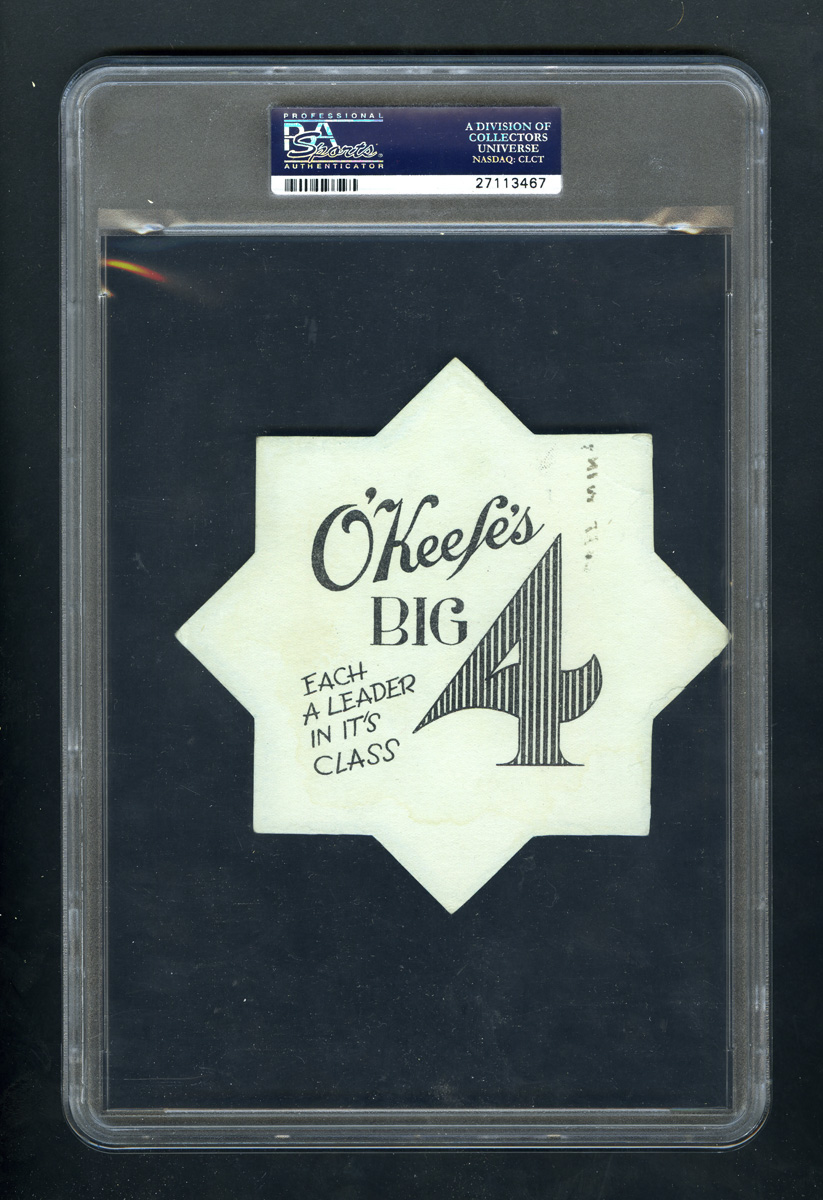 PROFESSIONAL
PSA
Sports
AUTHENTICATOR
A DIVISION OF
COLLECTORS
UNIVERSE
NASDAQ: CLCT
27113467
O'Keefe's
BIG
4
EACH
A LEADER
IN IT'S
CLASS